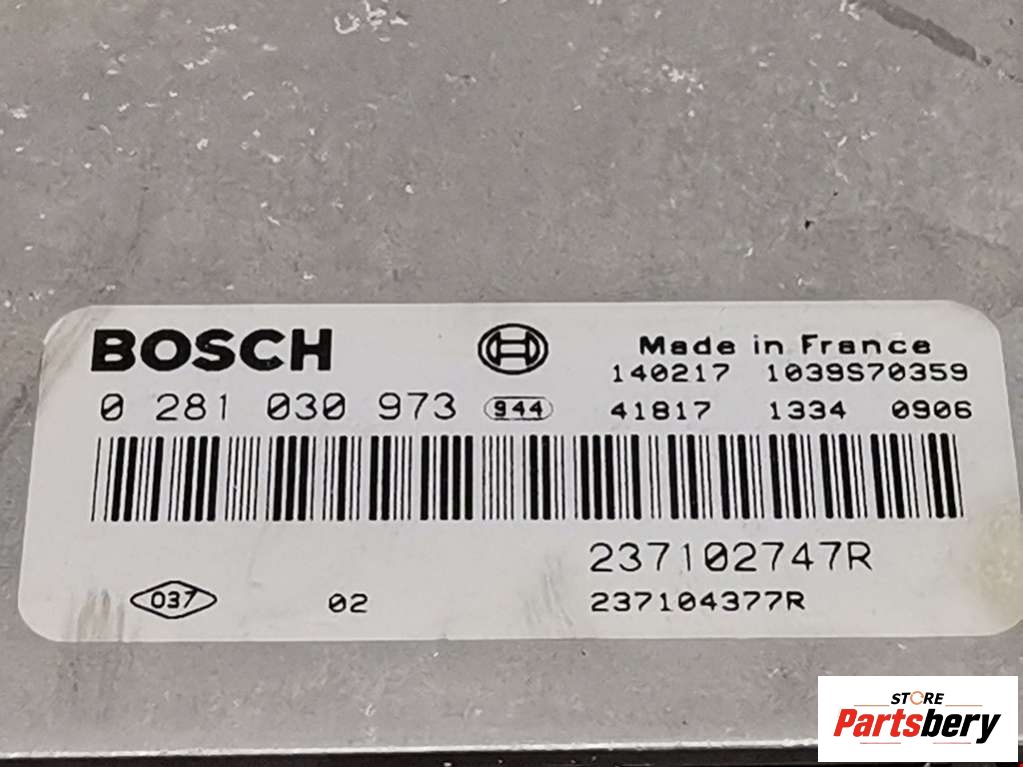 BOSCH
Made in France
140217 1039S70359
0 281 030 973 944 41817 1334 0906
237102747R
037 02 237104377R
STORE
Partsbery